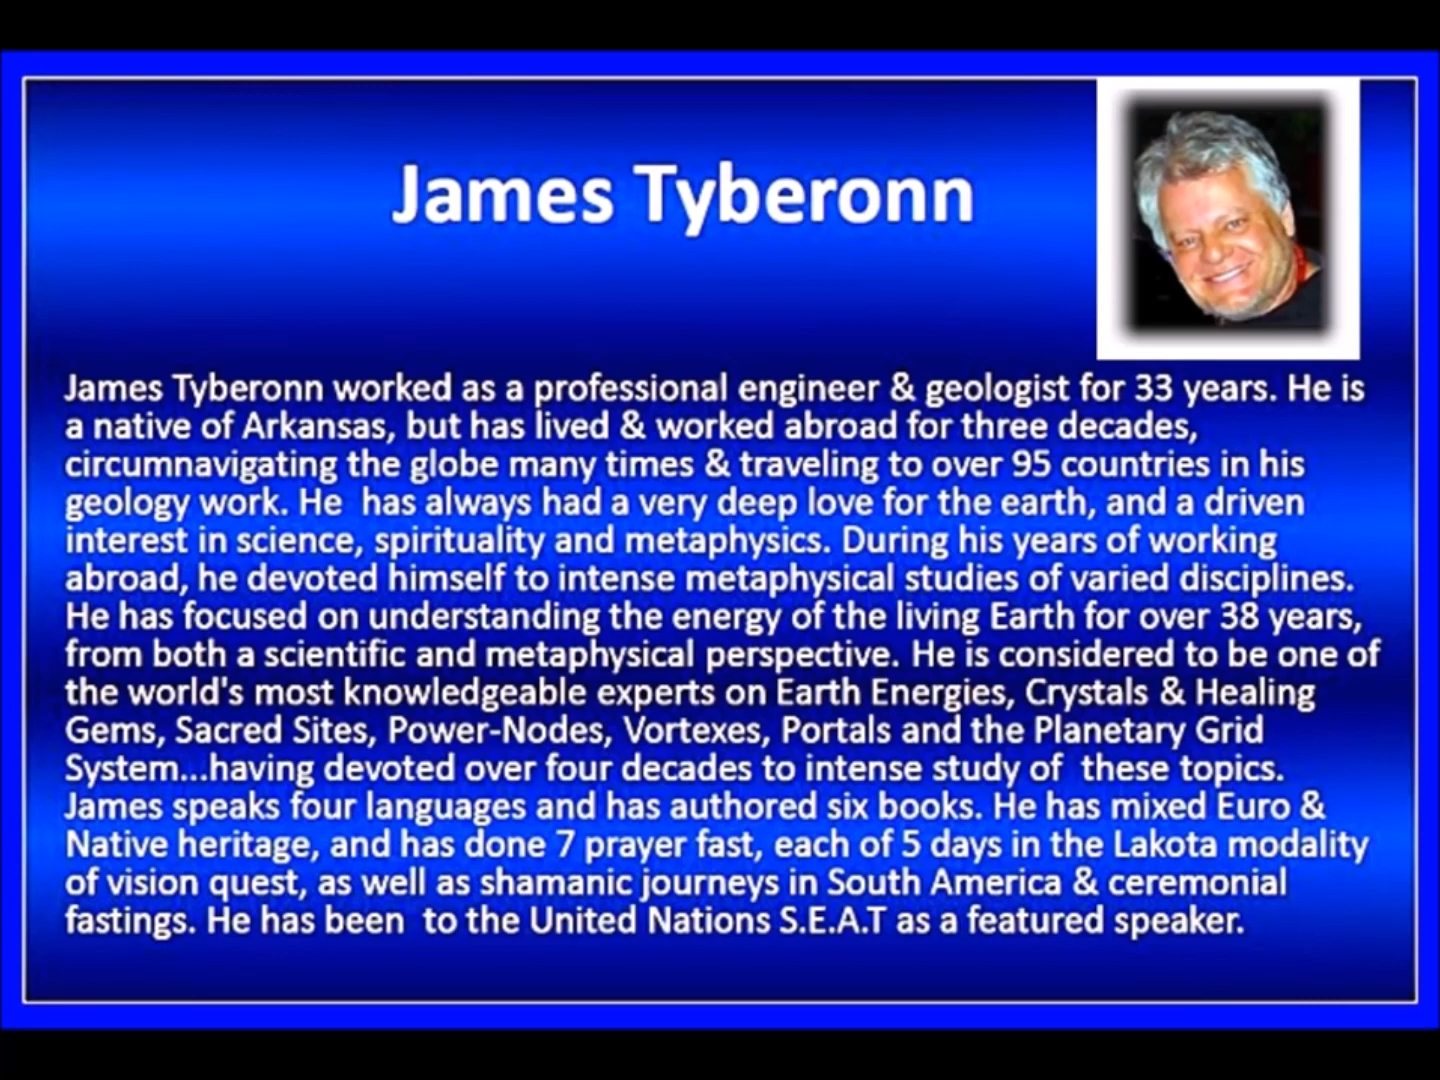 James Tyberonn
James Tyberonn worked as a professional engineer & geologist for 33 years. He is
a native of Arkansas, but has lived & worked abroad for three decades,
circumnavigating the globe many times & traveling to over 95 countries in his
geology work. He  has always had a very deep love for the earth, and a driven
interest in science, spirituality and metaphysics. During his years of working
abroad, he devoted himself to intense metaphysical studies of varied disciplines.
He has focused on understanding the energy of the living Earth for over 38 years,
from both a scientific and metaphysical perspective. He is considered to be one of
the world's most knowledgeable experts on Earth Energies, Crystals & Healing
Gems, Sacred Sites, Power-Nodes, Vortexes, Portals and the Planetary Grid
System...having devoted over four decades to intense study of  these topics.
James speaks four languages and has authored six books. He has mixed Euro &
Native heritage, and has done 7 prayer fast, each of 5 days in the Lakota modality
of vision quest, as well as shamanic journeys in South America & ceremonial
fastings. He has been  to the United Nations S.E.A.T as a featured speaker.